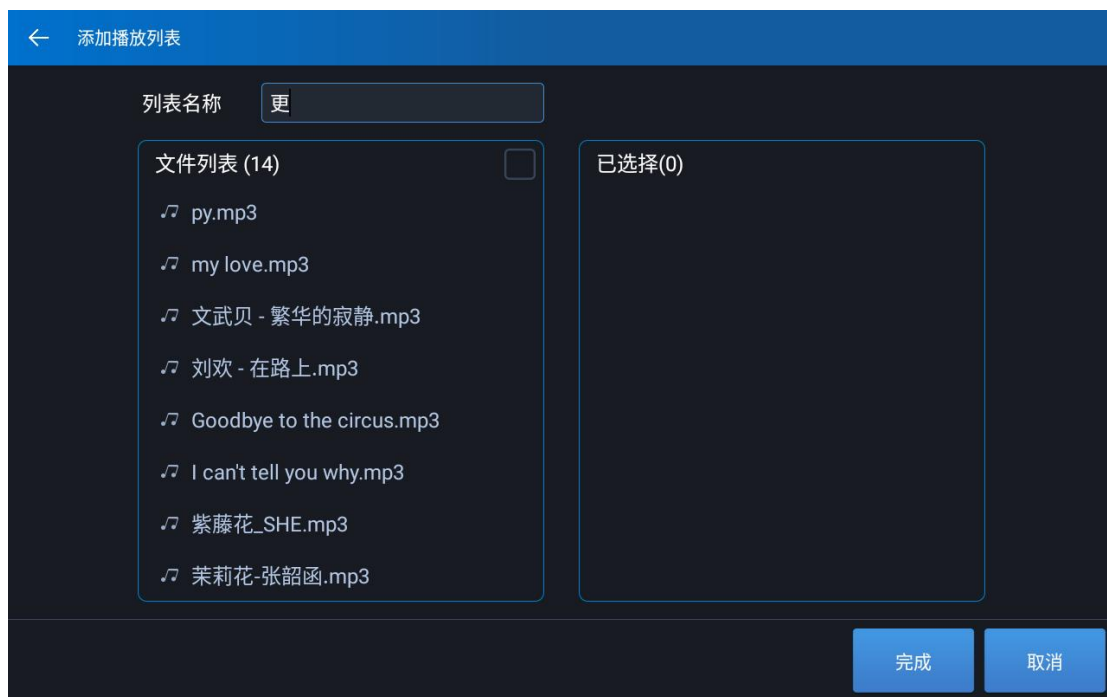 添加播放列表
列表名称 更
文件列表 (14)
py.mp3
my love.mp3
文武贝 - 繁华的寂静.mp3
刘欢 - 在路上.mp3
Goodbye to the circus.mp3
I can't tell you why.mp3
紫藤花_SHE.mp3
茉莉花-张韶函.mp3
已选择(0)
完成 取消